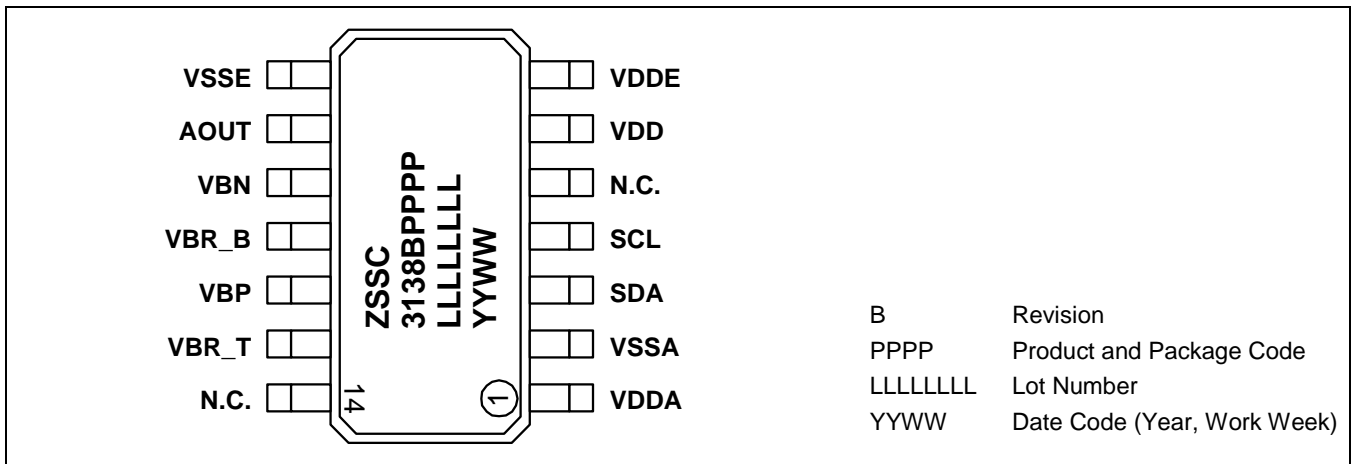 VSSE
AOUT
VBN
VBR_B
VBP
VBR_T
N.C.
ZSSC
3138BPPPP
LLLLLLLL
YYWW
14
1
VDDE
VDD
N.C.
SCL
SDA
VSSA
VDDA
B Revision
PPPP Product and Package Code
LLLLLLLL Lot Number
YYWW Date Code (Year, Work Week)